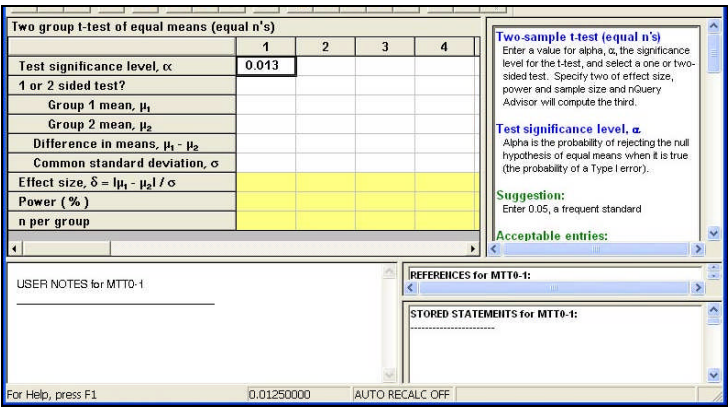 Two group t-test of equal means (equal n's)
1 2 3 4
Test significance level, α 0.013
1 or 2 sided test?
Group 1 mean, μ₁
Group 2 mean, μ₂
Difference in means, μ₁ - μ₂
Common standard deviation, σ
Effect size, δ = |μ₁ - μ₂| / σ
Power ( % )
n per group
Two-sample t-test (equal n's)
Enter a value for alpha, α, the significance
level for the t-test, and select a one or two-
sided test. Specify two of effect size,
power and sample size and nQuery
Advisor will compute the third.
Test significance level, α
Alpha is the probability of rejecting the null
hypothesis of equal means when it is true
(the probability of a Type I error).
Suggestion:
Enter 0.05, a frequent standard
Acceptable entries:
USER NOTES for MTT0-1:
REFERENCES for MTT0-1:
STORED STATEMENTS for MTT0-1:
----------------------
For Help, press F1 0.01250000 AUTO RECALC OFF